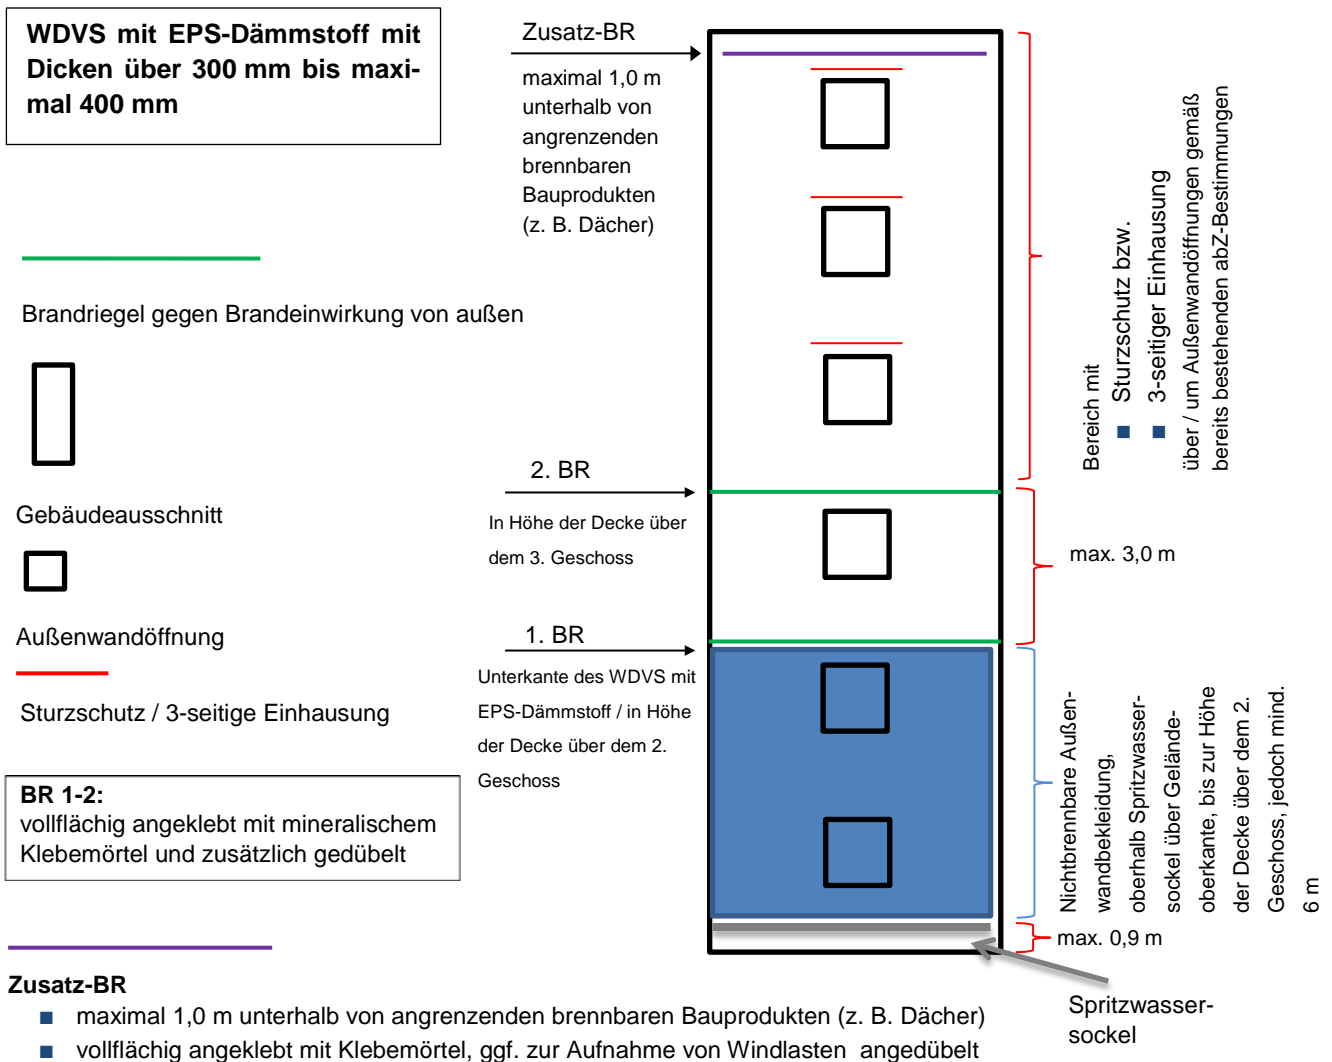 WDVS mit EPS-Dämmstoff mit
Dicken über 300 mm bis maxi-
mal 400 mm
Zusatz-BR
maximal 1,0 m
unterhalb von
angrenzenden
brennbaren
Bauprodukten
(z. B. Dächer)
Brandriegel gegen Brandeinwirkung von außen
Gebäudeausschnitt
Außenwandöffnung
Sturzschutz / 3-seitige Einhausung
BR 1-2:
vollflächig angeklebt mit mineralischem
Klebemörtel und zusätzlich gedübelt
2. BR
In Höhe der Decke über
dem 3. Geschoss
1. BR
Unterkante des WDVS mit
EPS-Dämmstoff / in Höhe
der Decke über dem 2.
Geschoss
Bereich mit
■ Sturzschutz bzw.
■ 3-seitiger Einhausung
über / um Außenwandöffnungen gemäß
bereits bestehenden abZ-Bestimmungen
max. 3,0 m
Nichtbrennbare Außen-
wandbekleidung,
oberhalb Spritzwasser-
sockel über Gelände-
oberkante, bis zur Höhe
der Decke über dem 2.
Geschoss, jedoch mind.
6 m
max. 0,9 m
Spritzwasser-
sockel
Zusatz-BR
■ maximal 1,0 m unterhalb von angrenzenden brennbaren Bauprodukten (z. B. Dächer)
■ vollflächig angeklebt mit Klebemörtel, ggf. zur Aufnahme von Windlasten angedübelt